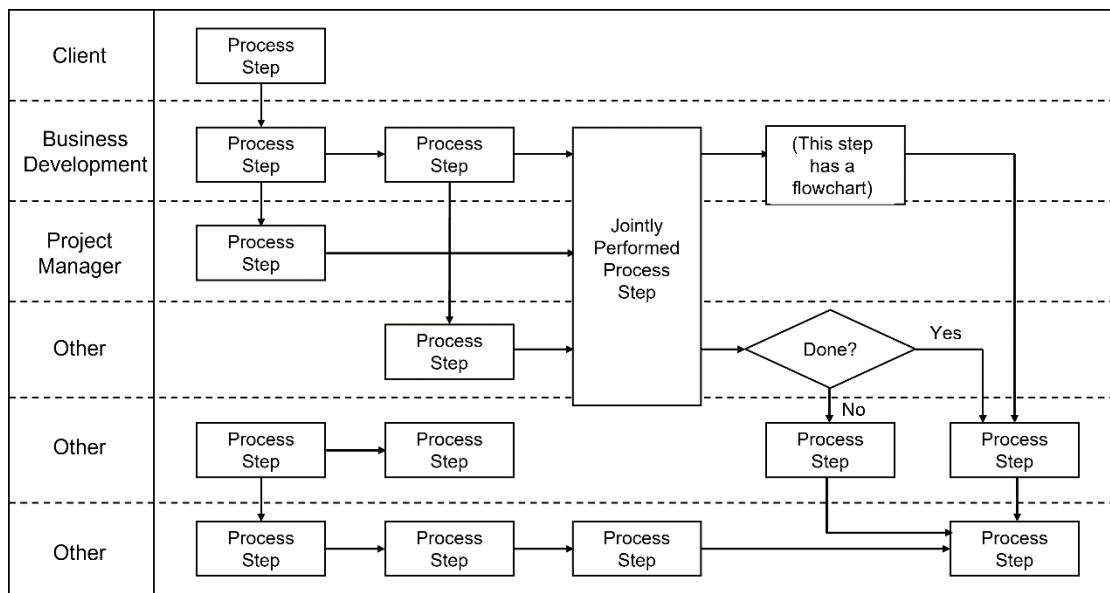 Client
Process
Step
Business
Development
Process
Step
Process
Step
(This step
has a
flowchart)
Project
Manager
Process
Step
Jointly
Performed
Process
Step
Other
Process
Step
Done?
Yes
No
Other
Process
Step
Process
Step
Process
Step
Process
Step
Other
Process
Step
Process
Step
Process
Step
Process
Step